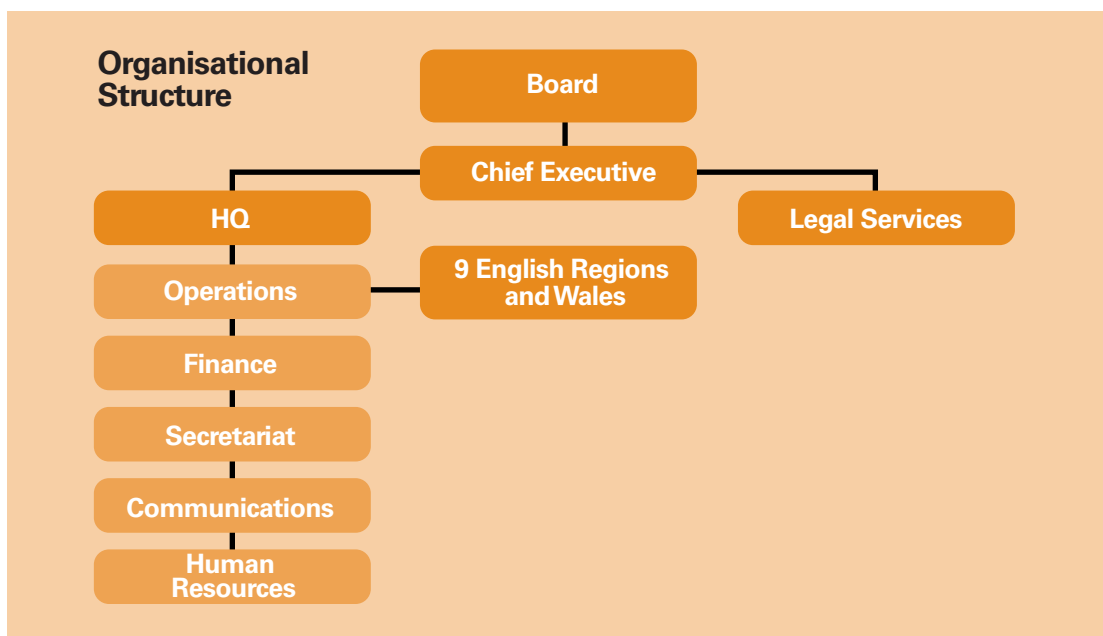 Organisational
Structure
Board
Chief Executive
HQ
Legal Services
Operations
9 English Regions
and Wales
Finance
Secretariat
Communications
Human
Resources